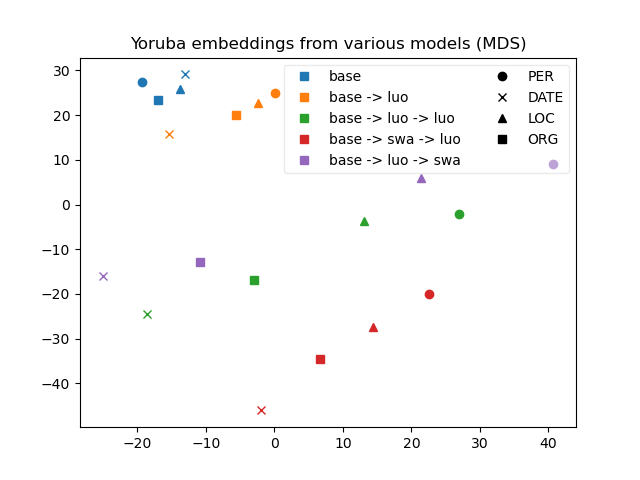 Yoruba embeddings from various models (MDS)
base
base -> luo
base -> luo -> luo
base -> swa -> luo
base -> luo -> swa
PER
DATE
LOC
ORG
30
20
10
0
−10
−20
−30
−40
−20
−10
0
10
20
30
40